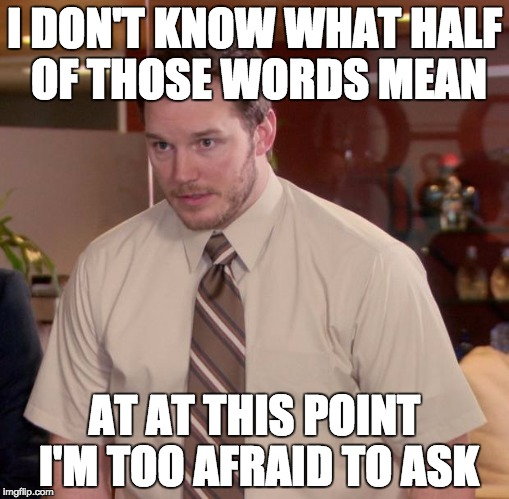 I DON'T KNOW WHAT HALF
OF THOSE WORDS MEAN
AT AT THIS POINT
I'M TOO AFRAID TO ASK
imgflip.com